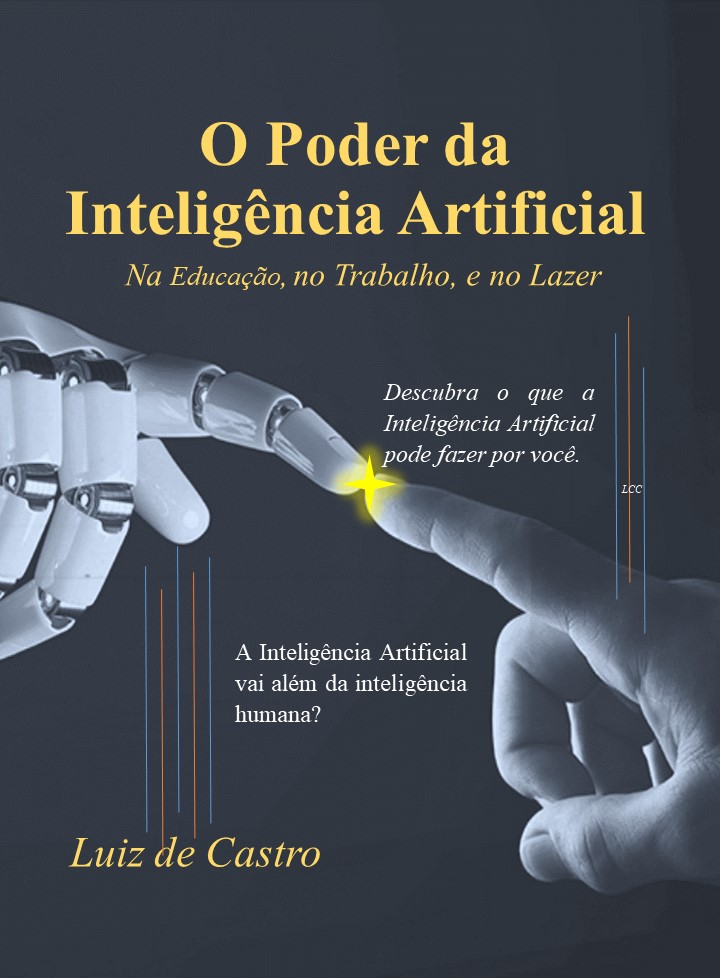 O Poder da
Inteligência Artificial
Na Educação, no Trabalho, e no Lazer
Descubra o que a
Inteligência Artificial
pode fazer por você.
LCC
A Inteligência Artificial
vai além da inteligência
humana?
Luiz de Castro